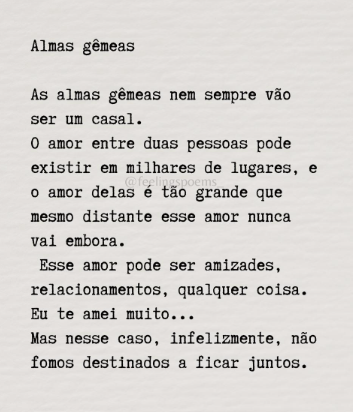 Almas gêmeas
As almas gêmeas nem sempre vão
ser um casal.
O amor entre duas pessoas pode
existir em milhares de lugares, e
@feelingspoems
o amor delas é tão grande que
mesmo distante esse amor nunca
vai embora.
Esse amor pode ser amizades,
relacionamentos, qualquer coisa.
Eu te amei muito...
Mas nesse caso, infelizmente, não
fomos destinados a ficar juntos.